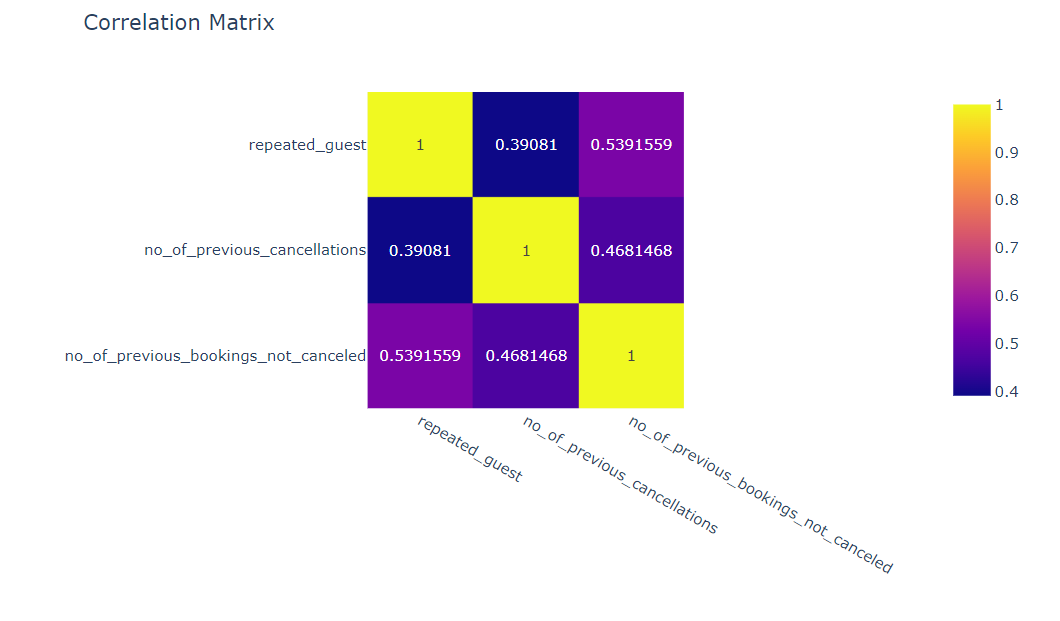 Correlation Matrix
repeated_guest
1
0.39081
0.5391559
no_of_previous_cancellations
0.39081
1
0.4681468
no_of_previous_bookings_not_canceled
0.5391559
0.4681468
1
repeated_guest
no_of_previous_cancellations
no_of_previous_bookings_not_canceled
1
0.9
0.8
0.7
0.6
0.5
0.4